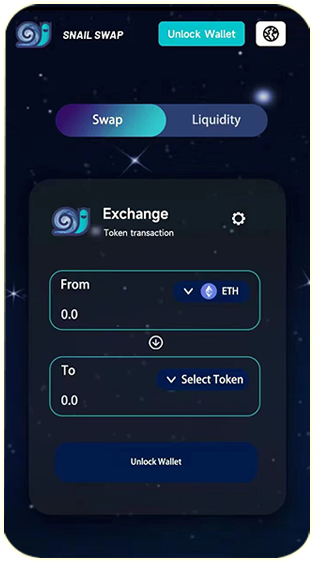 SNAIL SWAP
Unlock Wallet
Swap
Liquidity
Exchange
Token transaction
From
ETH
0.0
To
Select Token
0.0
Unlock Wallet